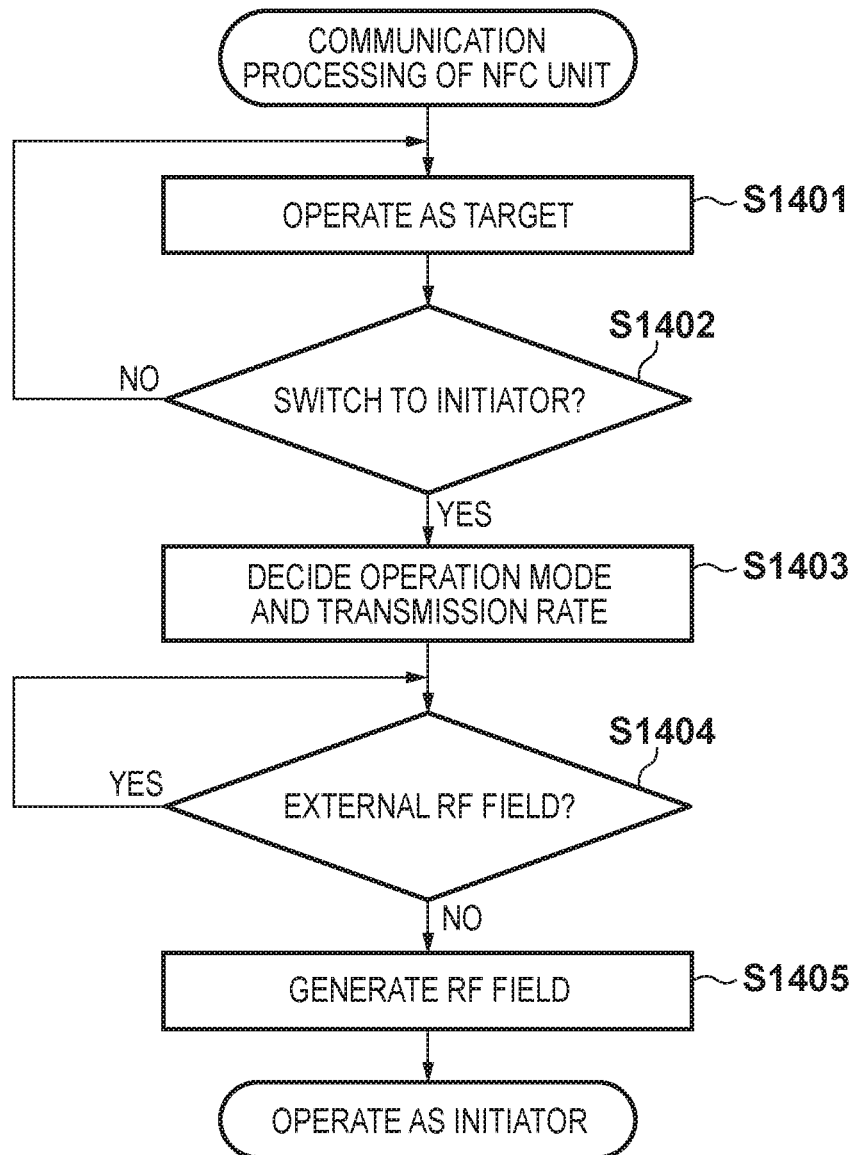 COMMUNICATION
PROCESSING OF NFC UNIT
OPERATE AS TARGET
S1401
S1402
NO
SWITCH TO INITIATOR?
YES
DECIDE OPERATION MODE
AND TRANSMISSION RATE
S1403
S1404
YES
EXTERNAL RF FIELD?
NO
GENERATE RF FIELD
S1405
OPERATE AS INITIATOR